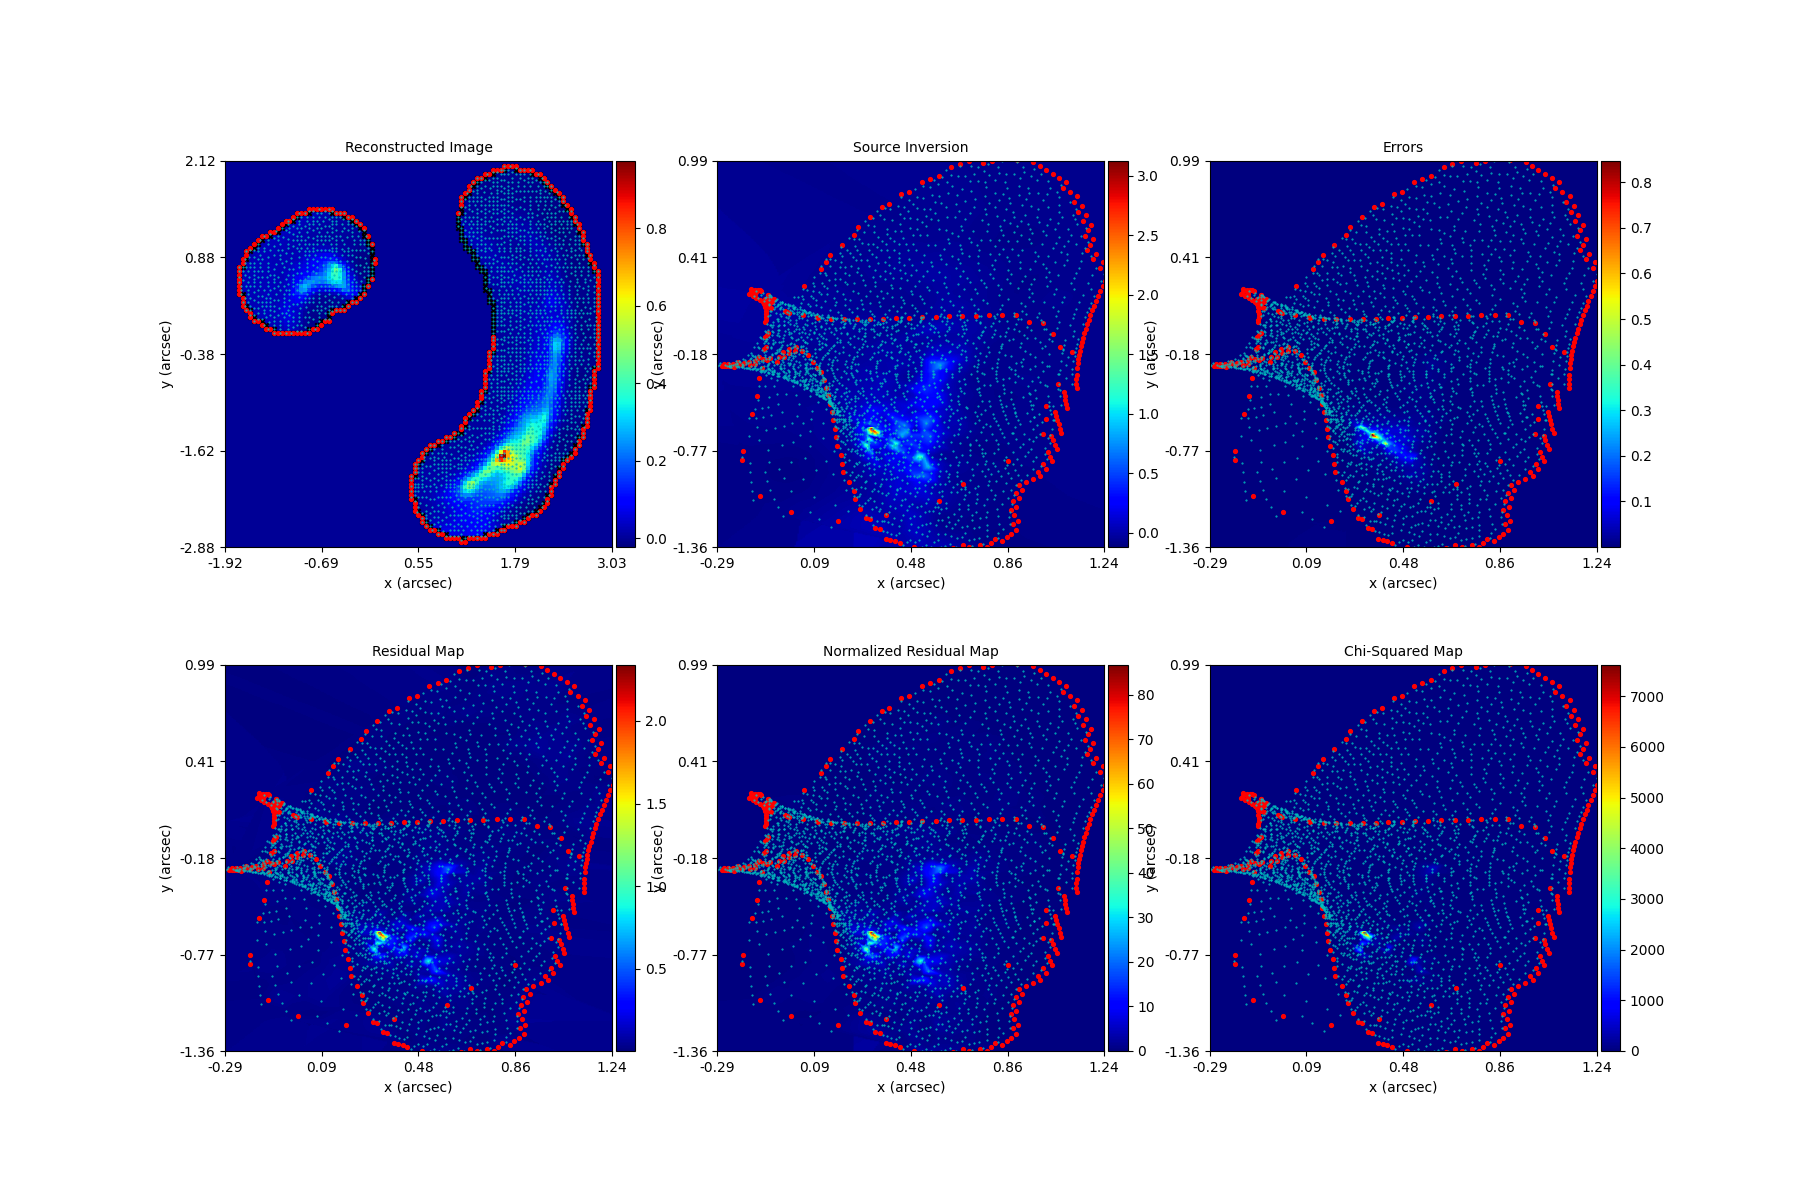 Reconstructed Image
2.12
0.88
-0.38
-1.62
-2.88
y (arcsec)
-1.92 -0.69 0.55 1.79 3.03
x (arcsec)
0.8
0.6
0.4
0.2
0.0
Source Inversion
0.99
0.41
-0.18
-0.77
-1.36
y (arcsec)
-0.29 0.09 0.48 0.86 1.24
x (arcsec)
3.0
2.5
2.0
1.5
1.0
0.5
0.0
Errors
0.99
0.41
-0.18
-0.77
-1.36
y (arcsec)
-0.29 0.09 0.48 0.86 1.24
x (arcsec)
0.8
0.7
0.6
0.5
0.4
0.3
0.2
0.1
Residual Map
0.99
0.41
-0.18
-0.77
-1.36
y (arcsec)
-0.29 0.09 0.48 0.86 1.24
x (arcsec)
2.0
1.5
1.0
0.5
Normalized Residual Map
0.99
0.41
-0.18
-0.77
-1.36
y (arcsec)
-0.29 0.09 0.48 0.86 1.24
x (arcsec)
80
70
60
50
40
30
20
10
0
Chi-Squared Map
0.99
0.41
-0.18
-0.77
-1.36
y (arcsec)
-0.29 0.09 0.48 0.86 1.24
x (arcsec)
7000
6000
5000
4000
3000
2000
1000
0